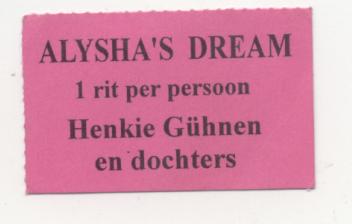 ALYSHA'S DREAM
1 rit per persoon
Henkie Gühnen
en dochters